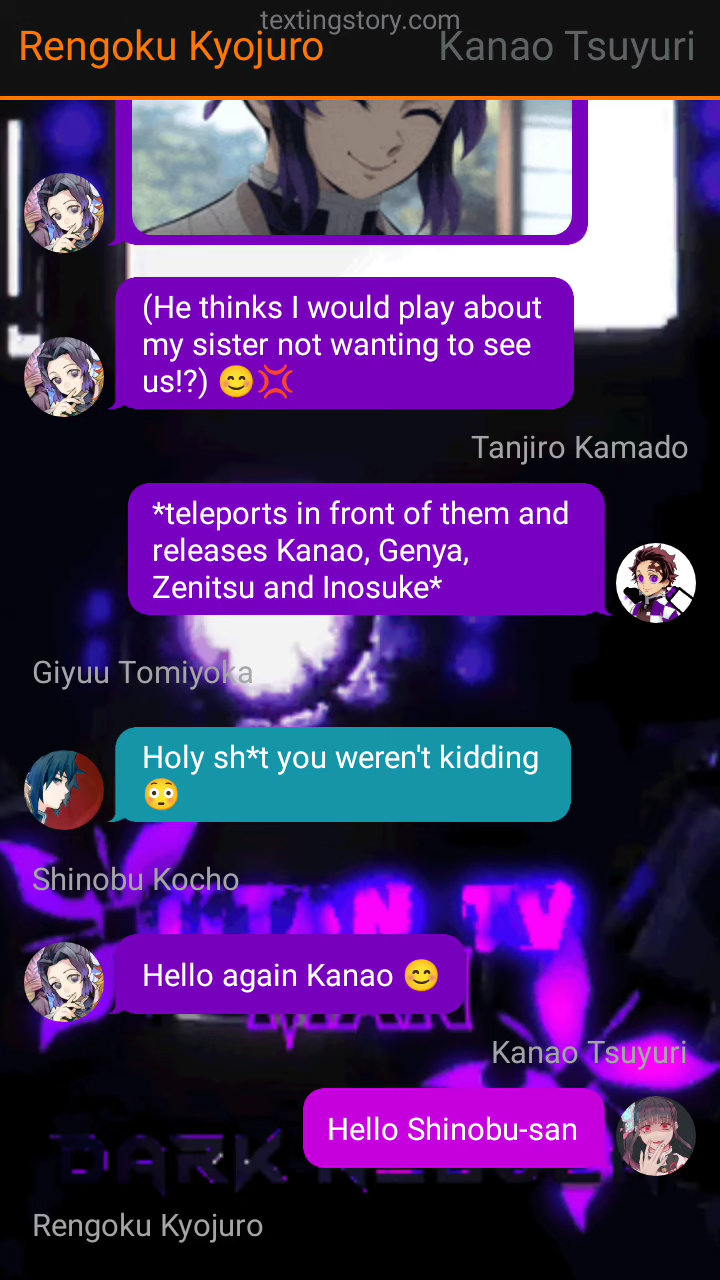 textingstory.com
Rengoku Kyojuro
Kanao Tsuyuri
(He thinks I would play about
my sister not wanting to see
us!?) 😊💢
Tanjiro Kamado
*teleports in front of them and
releases Kanao, Genya,
Zenitsu and Inosuke*
Giyuu Tomiyoka
Holy sh*t you weren't kidding
😳
Shinobu Kocho
TV
Hello again Kanao 😊
Kanao Tsuyuri
Hello Shinobu-san
DARK
Rengoku Kyojuro